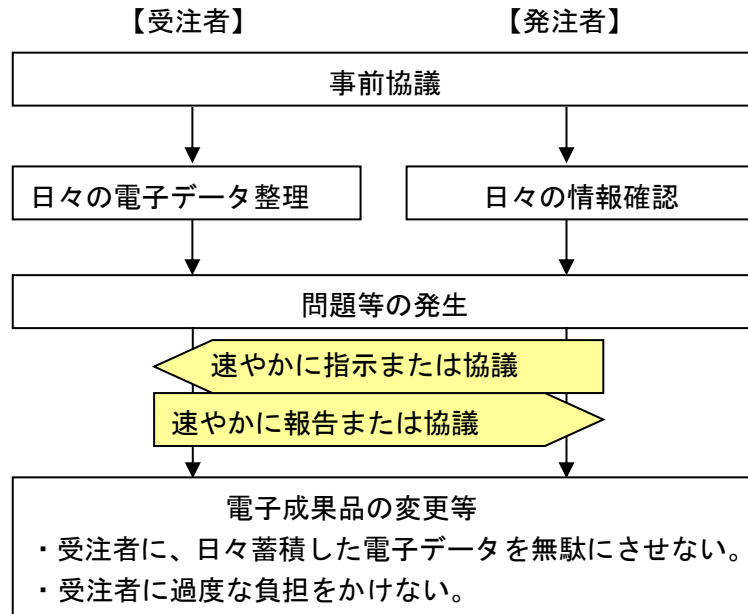 【受注者】 【発注者】
事前協議
日々の電子データ整理 日々の情報確認
問題等の発生
速やかに指示または協議
速やかに報告または協議
電子成果品の変更等
・受注者に、日々蓄積した電子データを無駄にさせない。
・受注者に過度な負担をかけない。